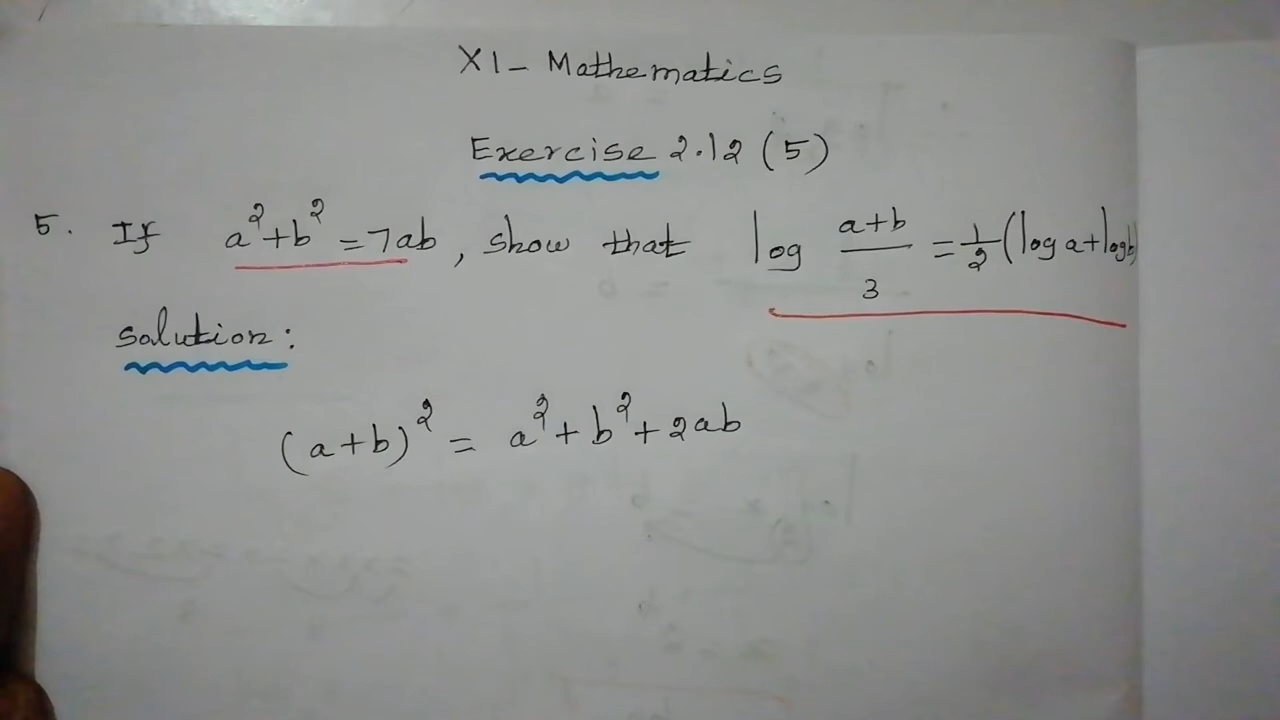 XI - Mathematics
Exercise 2.12 (5)
5. If a²+b² = 7ab, show that log (a+b)/3 = 1/2 (log a + log b)
Solution:
(a+b)² = a² + b² + 2ab